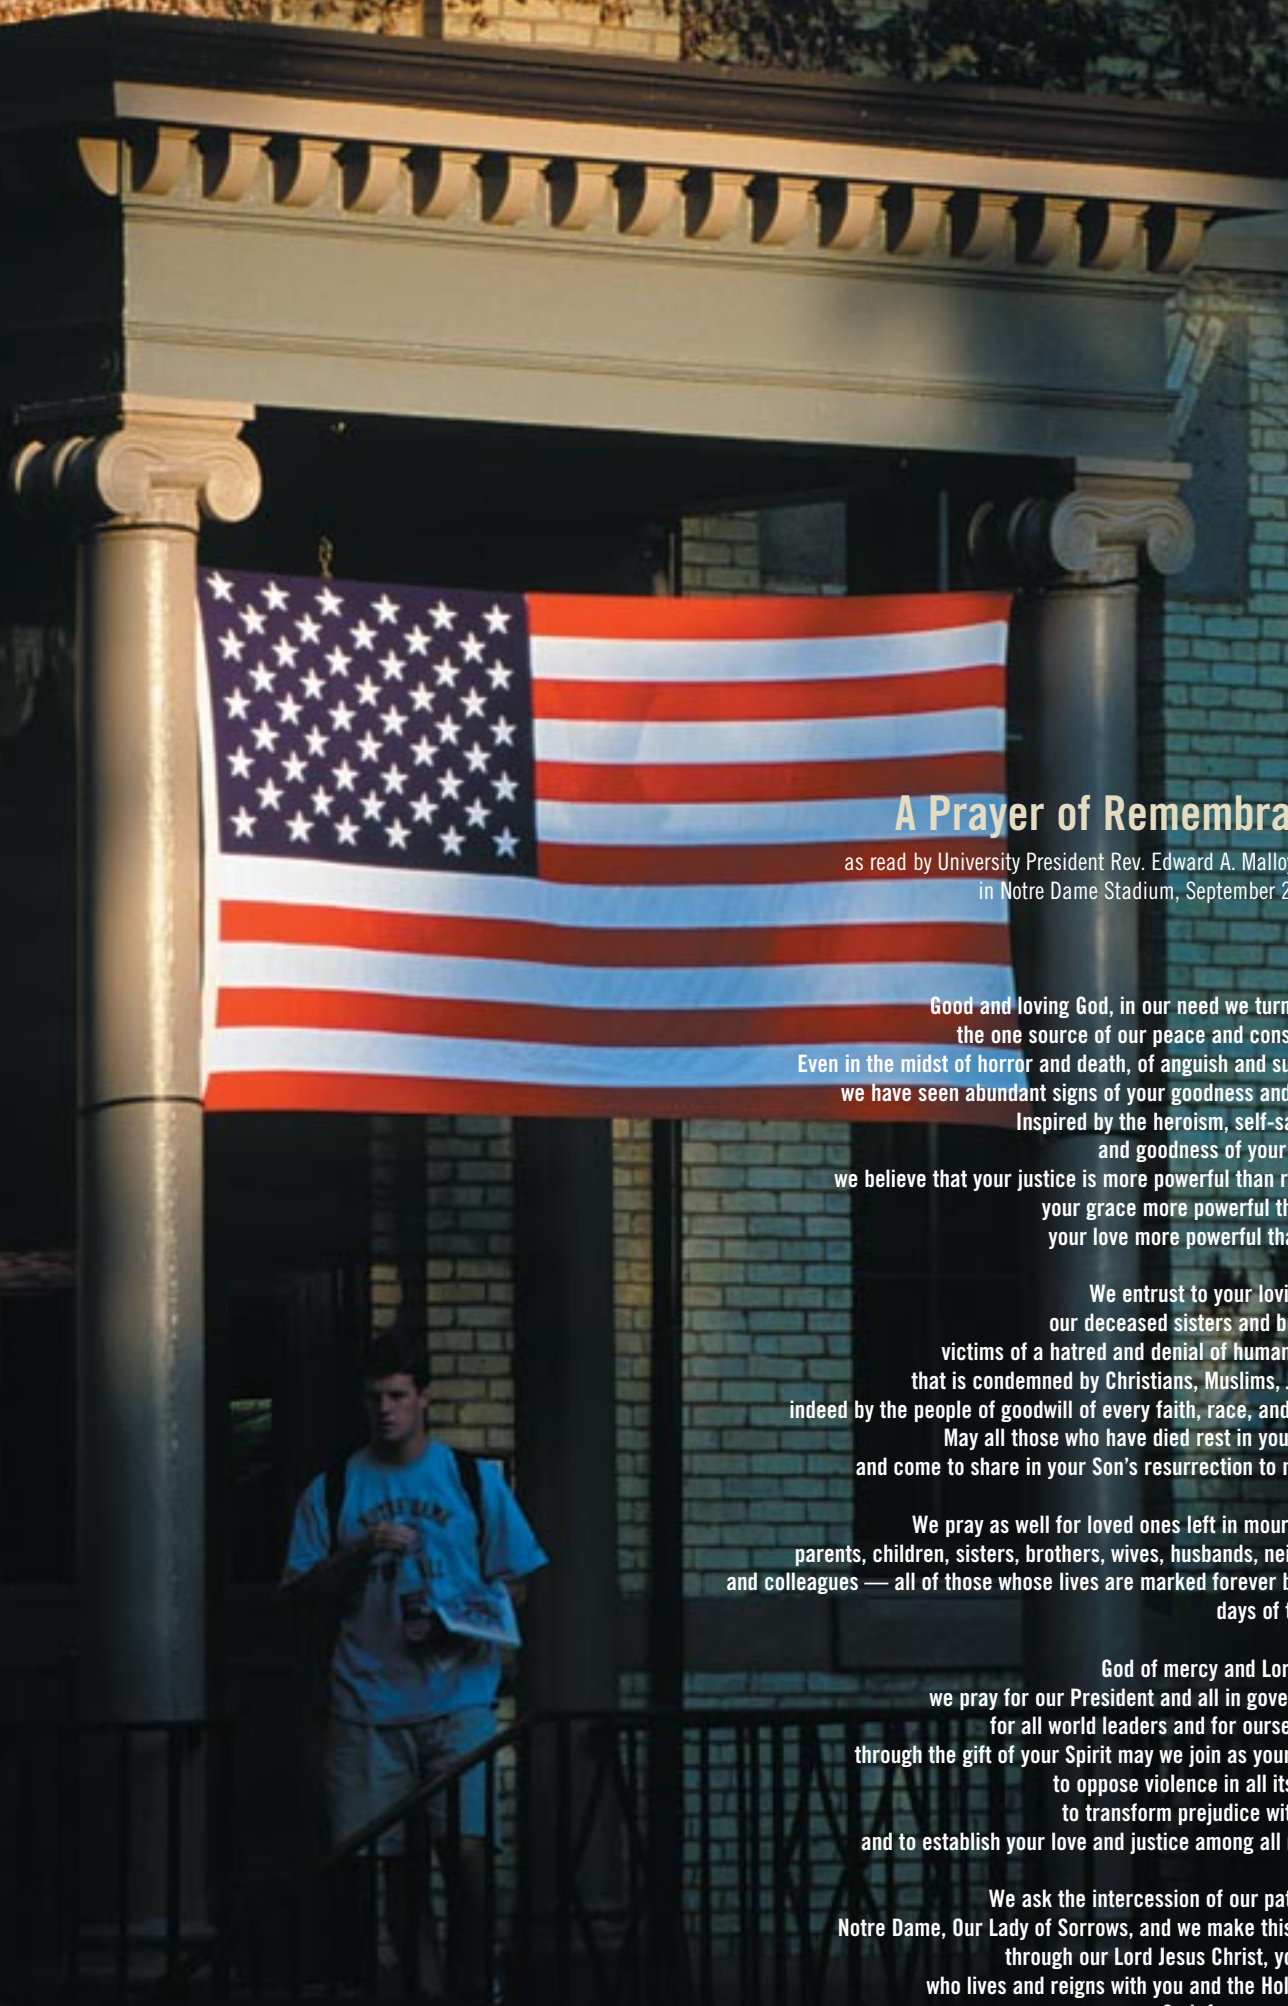 A Prayer of Remembra
as read by University President Rev. Edward A. Mallo
in Notre Dame Stadium, September 2
Good and loving God, in our need we turn
the one source of our peace and cons
Even in the midst of horror and death, of anguish and su
we have seen abundant signs of your goodness and
Inspired by the heroism, self-sa
and goodness of your
we believe that your justice is more powerful than r
your grace more powerful th
your love more powerful tha
We entrust to your lovi
our deceased sisters and b
victims of a hatred and denial of human
that is condemned by Christians, Muslims,
indeed by the people of goodwill of every faith, race, and
May all those who have died rest in you
and come to share in your Son’s resurrection to n
We pray as well for loved ones left in mour
parents, children, sisters, brothers, wives, husbands, nei
and colleagues — all of those whose lives are marked forever b
days of t
God of mercy and Lor
we pray for our President and all in gove
for all world leaders and for ourse
through the gift of your Spirit may we join as your
to oppose violence in all its
to transform prejudice wit
and to establish your love and justice among all
We ask the intercession of our pat
Notre Dame, Our Lady of Sorrows, and we make this
through our Lord Jesus Christ, yo
who lives and reigns with you and the Hol
NOTRE DAME